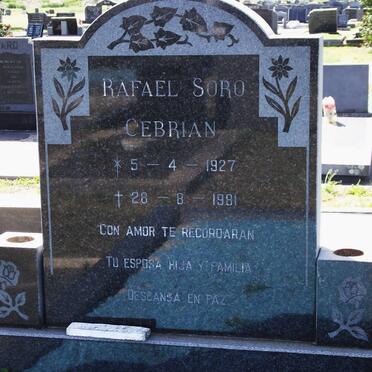 RAFAEL SORO
CEBRIAN
* 5 - 4 - 1927
† 28 - 8 - 1981
CON AMOR TE RECORDARAN
TU ESPOSA HIJA Y FAMILIA
DESCANSA EN PAZ